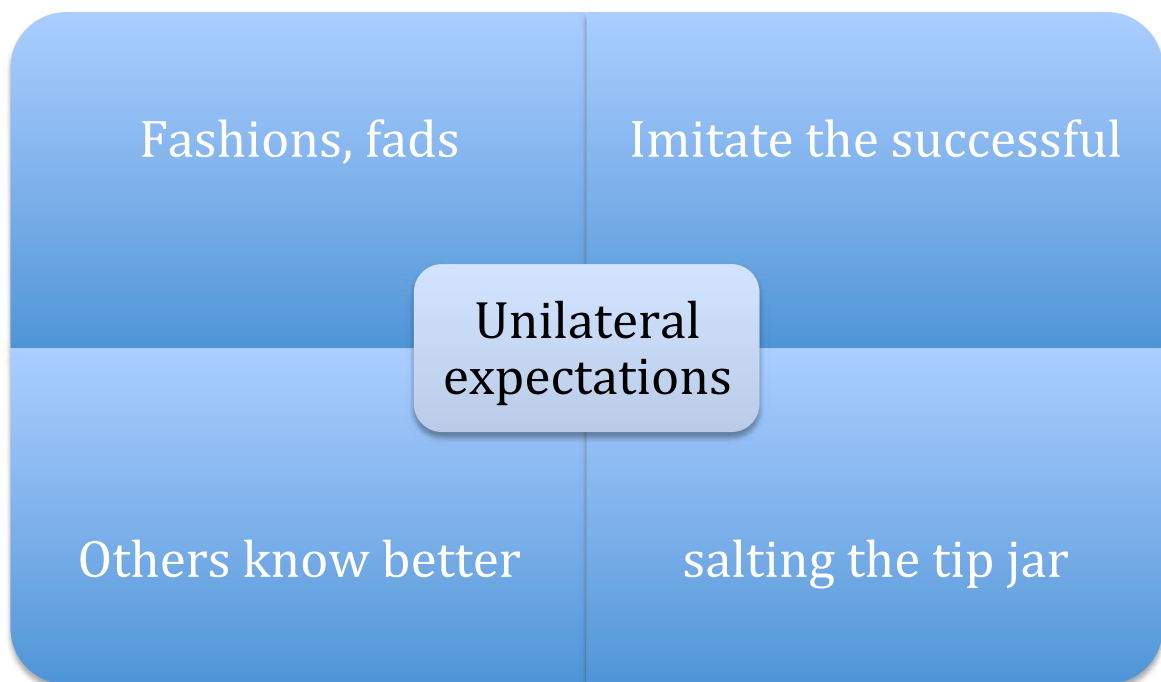 Fashions, fads
Imitate the successful
Unilateral
expectations
Others know better
salting the tip jar